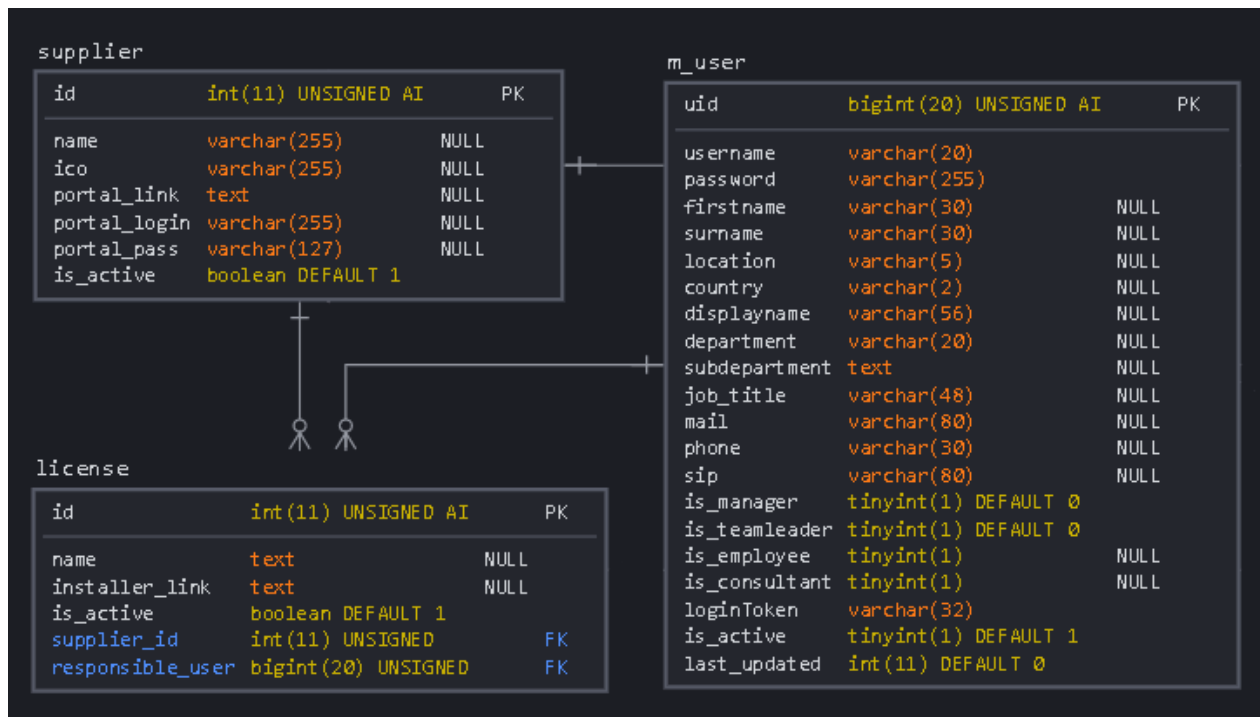 supplier
id int(11) UNSIGNED AI PK
name varchar(255) NULL
ico varchar(255) NULL
portal_link text NULL
portal_login varchar(255) NULL
portal_pass varchar(127) NULL
is_active boolean DEFAULT 1
m_user
uid bigint(20) UNSIGNED AI PK
username varchar(20)
password varchar(255)
firstname varchar(30) NULL
surname varchar(30) NULL
location varchar(5) NULL
country varchar(2) NULL
displayname varchar(56) NULL
department varchar(20) NULL
subdepartment text NULL
job_title varchar(48) NULL
mail varchar(80) NULL
phone varchar(30) NULL
sip varchar(80) NULL
is_manager tinyint(1) DEFAULT 0
is_teamleader tinyint(1) DEFAULT 0
is_employee tinyint(1) NULL
is_consultant tinyint(1) NULL
loginToken varchar(32)
is_active tinyint(1) DEFAULT 1
last_updated int(11) DEFAULT 0
license
id int(11) UNSIGNED AI PK
name text NULL
installer_link text NULL
is_active boolean DEFAULT 1
supplier_id int(11) UNSIGNED FK
responsible_user bigint(20) UNSIGNED FK